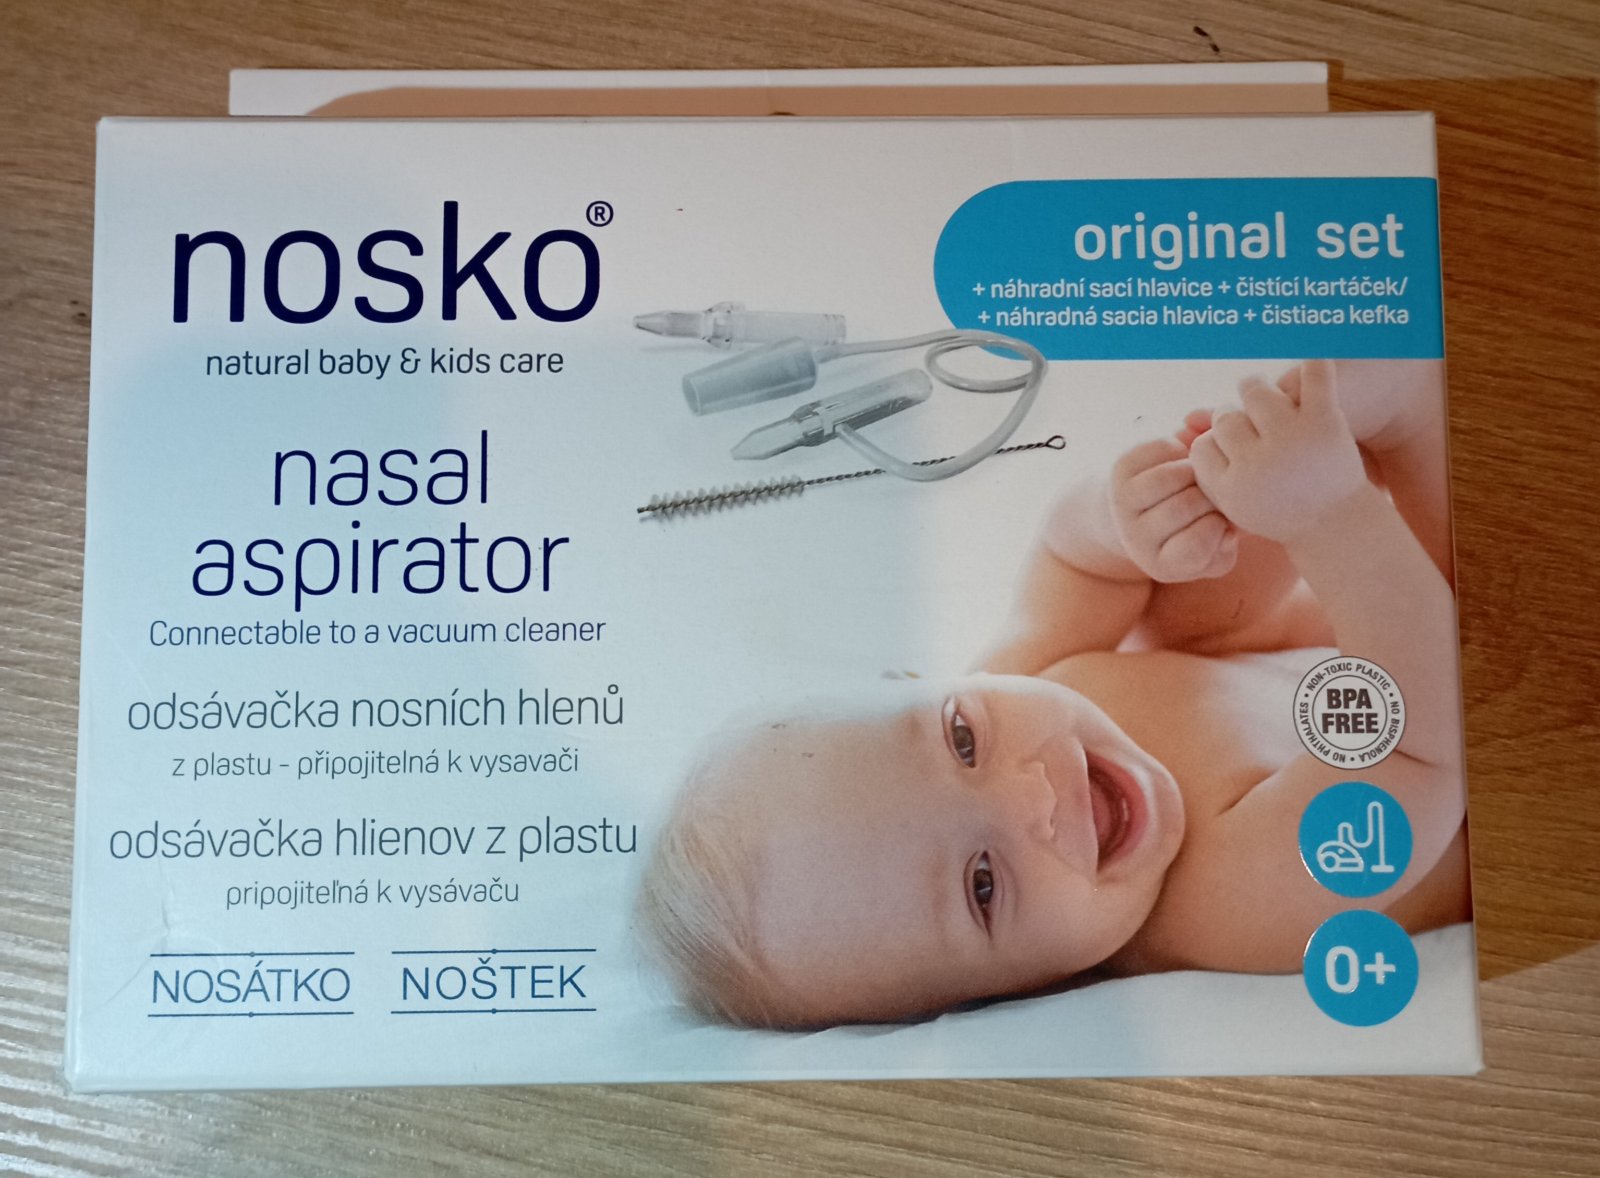 nosko®
natural baby & kids care
nasal
aspirator
Connectable to a vacuum cleaner
odsávačka nosních hlenů
z plastu - připojitelná k vysavači
odsávačka hlienov z plastu
pripojiteľná k vysávaču
NOSÁTKO
NOŠTEK
original set
+ náhradní sací hlavice + čistící kartáček/
+ náhradná sacia hlavica + čistiaca kefka
NON-TOXIC PLASTIC • NO BISPHENOLA • NO PHTHALATES •
BPA
FREE
0+